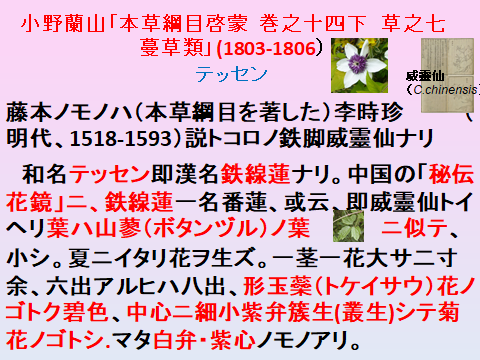 小野蘭山「本草綱目啓蒙 巻之十四下 草之七
蔓草類」(1803-1806)
テッセン
威靈仙
(C.chinensis)
藤本ノモノハ(本草綱目を著した)李時珍 (
明代、1518-1593)説トコロノ鉄脚威靈仙ナリ
和名テッセン即漢名鉄線蓮ナリ。中国の「秘伝
花鏡」ニ、鉄線蓮一名番蓮、或云、即威靈仙トイ
ヘリ葉ハ山蓼(ボタンヅル)ノ葉 ニ似テ、
小シ。夏ニイタリ花ヲ生ズ。一茎一花大サ二寸
余、六出アルヒハ八出、形玉蘂(トケイサウ)花ノ
ゴトク碧色、中心ニ細小紫弁簇生(叢生)シテ菊
花ノゴトシ.マタ白弁・紫心ノモノアリ。